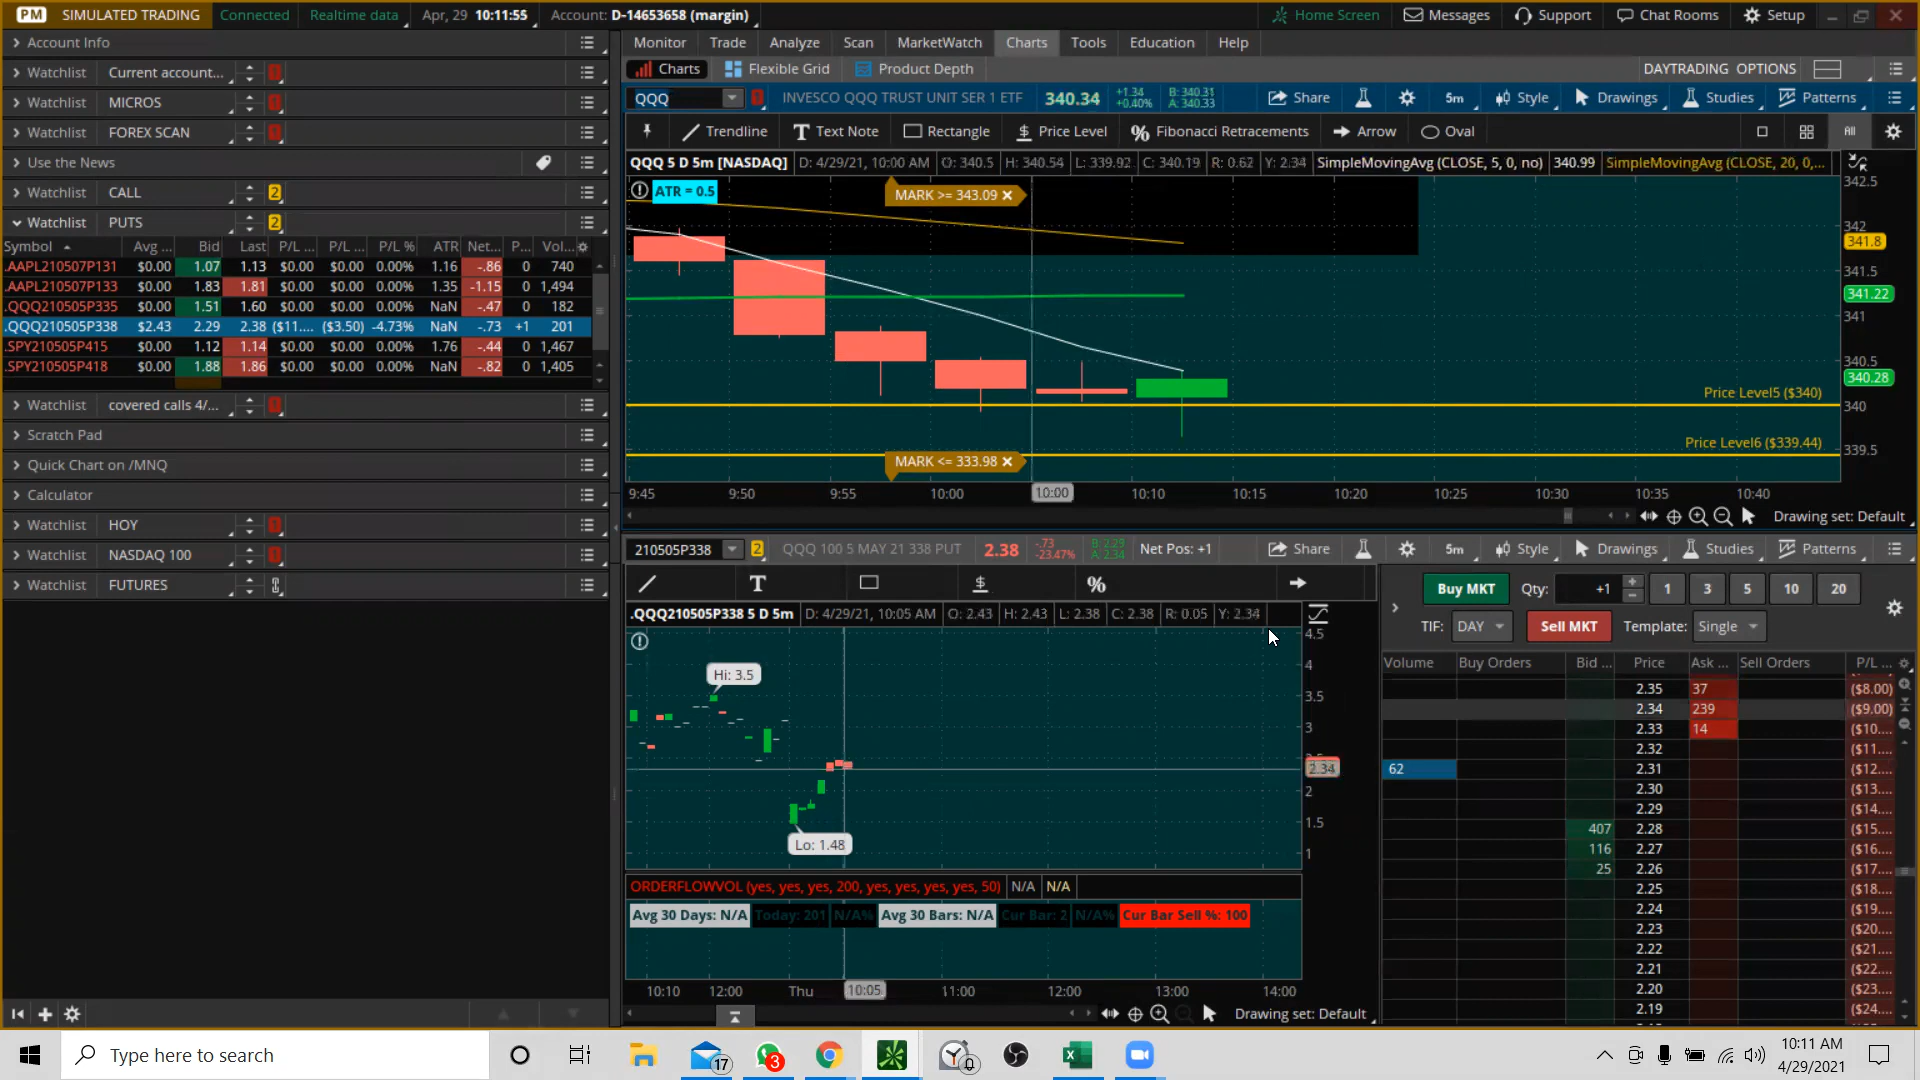 PM SIMULATED TRADING Connected Realtime data Apr, 29 10:11:55 Account: D-14653658 (margin) Home Screen Messages Support Chat Rooms Setup
Account Info
Watchlist Current account...
Watchlist MICROS
Watchlist FOREX SCAN
Use the News
Watchlist CALL 2
Watchlist PUTS 2
Symbol Avg ... Bid Last P/L ... P/L ... P/L % ATR Net... P... Vol...
.AAPL210507P131 $0.00 1.07 1.13 $0.00 $0.00 0.00% 1.16 -.86 0 740
.AAPL210507P133 $0.00 1.83 1.81 $0.00 $0.00 0.00% 1.35 -1.15 0 1,494
.QQQ210505P335 $0.00 1.51 1.60 $0.00 $0.00 0.00% NaN -.47 0 182
.QQQ210505P338 $2.43 2.29 2.38 ($11.... ($3.50) -4.73% NaN -.73 +1 201
.SPY210505P415 $0.00 1.12 1.14 $0.00 $0.00 0.00% 1.76 -.44 0 1,467
.SPY210505P418 $0.00 1.88 1.86 $0.00 $0.00 0.00% NaN -.82 0 1,405
Watchlist covered calls 4/...
Scratch Pad
Quick Chart on /MNQ
Calculator
Watchlist HOY
Watchlist NASDAQ 100
Watchlist FUTURES
Monitor Trade Analyze Scan MarketWatch Charts Tools Education Help
Charts Flexible Grid Product Depth DAYTRADING OPTIONS
QQQ INVESCO QQQ TRUST UNIT SER 1 ETF 340.34 +1.34 +0.40% B: 340.31 A: 340.33 Share 5m Style Drawings Studies Patterns
Trendline Text Note Rectangle $ Price Level % Fibonacci Retracements Arrow Oval All
QQQ 5 D 5m [NASDAQ] D: 4/29/21, 10:00 AM O: 340.5 H: 340.54 L: 339.92 C: 340.19 R: 0.62 Y: 2.34 SimpleMovingAvg (CLOSE, 5, 0, no) 340.99 SimpleMovingAvg (CLOSE, 20, 0,...
ATR = 0.5
MARK >= 343.09
342.5
342
341.8
341.5
341.22
341
340.5
340.28
Price Level5 ($340)
340
Price Level6 ($339.44)
339.5
MARK <= 333.98
9:45 9:50 9:55 10:00 10:00 10:10 10:15 10:20 10:25 10:30 10:35 10:40
Drawing set: Default
210505P338 2 QQQ 100 5 MAY 21 338 PUT 2.38 -.73 -23.47% B: 2.29 A: 2.34 Net Pos: +1 Share 5m Style Drawings Studies Patterns
T $ %
.QQQ210505P338 5 D 5m D: 4/29/21, 10:05 AM O: 2.43 H: 2.43 L: 2.38 C: 2.38 R: 0.05 Y: 2.34
4.5
4
Hi: 3.5
3.5
3
2.34
2
1.5
Lo: 1.48
1
ORDERFLOWVOL (yes, yes, yes, 200, yes, yes, yes, yes, 50) N/A N/A
Avg 30 Days: N/A Today: 201 N/A% Avg 30 Bars: N/A Cur Bar: 2 N/A% Cur Bar Sell %: 100
10:10 12:00 Thu 10:05 11:00 12:00 13:00 14:00
Drawing set: Default
Buy MKT Qty: +1 1 3 5 10 20
TIF: DAY Sell MKT Template: Single
Volume Buy Orders Bid ... Price Ask ... Sell Orders P/L ...
2.35 37 ($8.00)
2.34 239 ($9.00)
2.33 14 ($10....
2.32 ($11....
62 2.31 ($12....
2.30 ($13....
2.29 ($14....
407 2.28 ($15....
116 2.27 ($16....
25 2.26 ($17....
2.25 ($18....
2.24 ($19....
2.23 ($20....
2.22 ($21....
2.21 ($22....
2.20 ($23....
2.19 ($24....
Type here to search
17
3
0
10:11 AM
4/29/2021